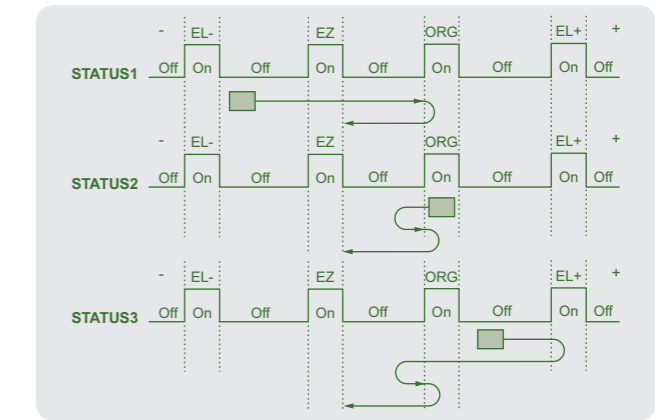 - EL- EZ ORG EL+ +
STATUS1 Off On Off On Off On Off On Off
- EL- EZ ORG EL+ +
STATUS2 Off On Off On Off On Off On Off
- EL- EZ ORG EL+ +
STATUS3 Off On Off On Off On Off On Off